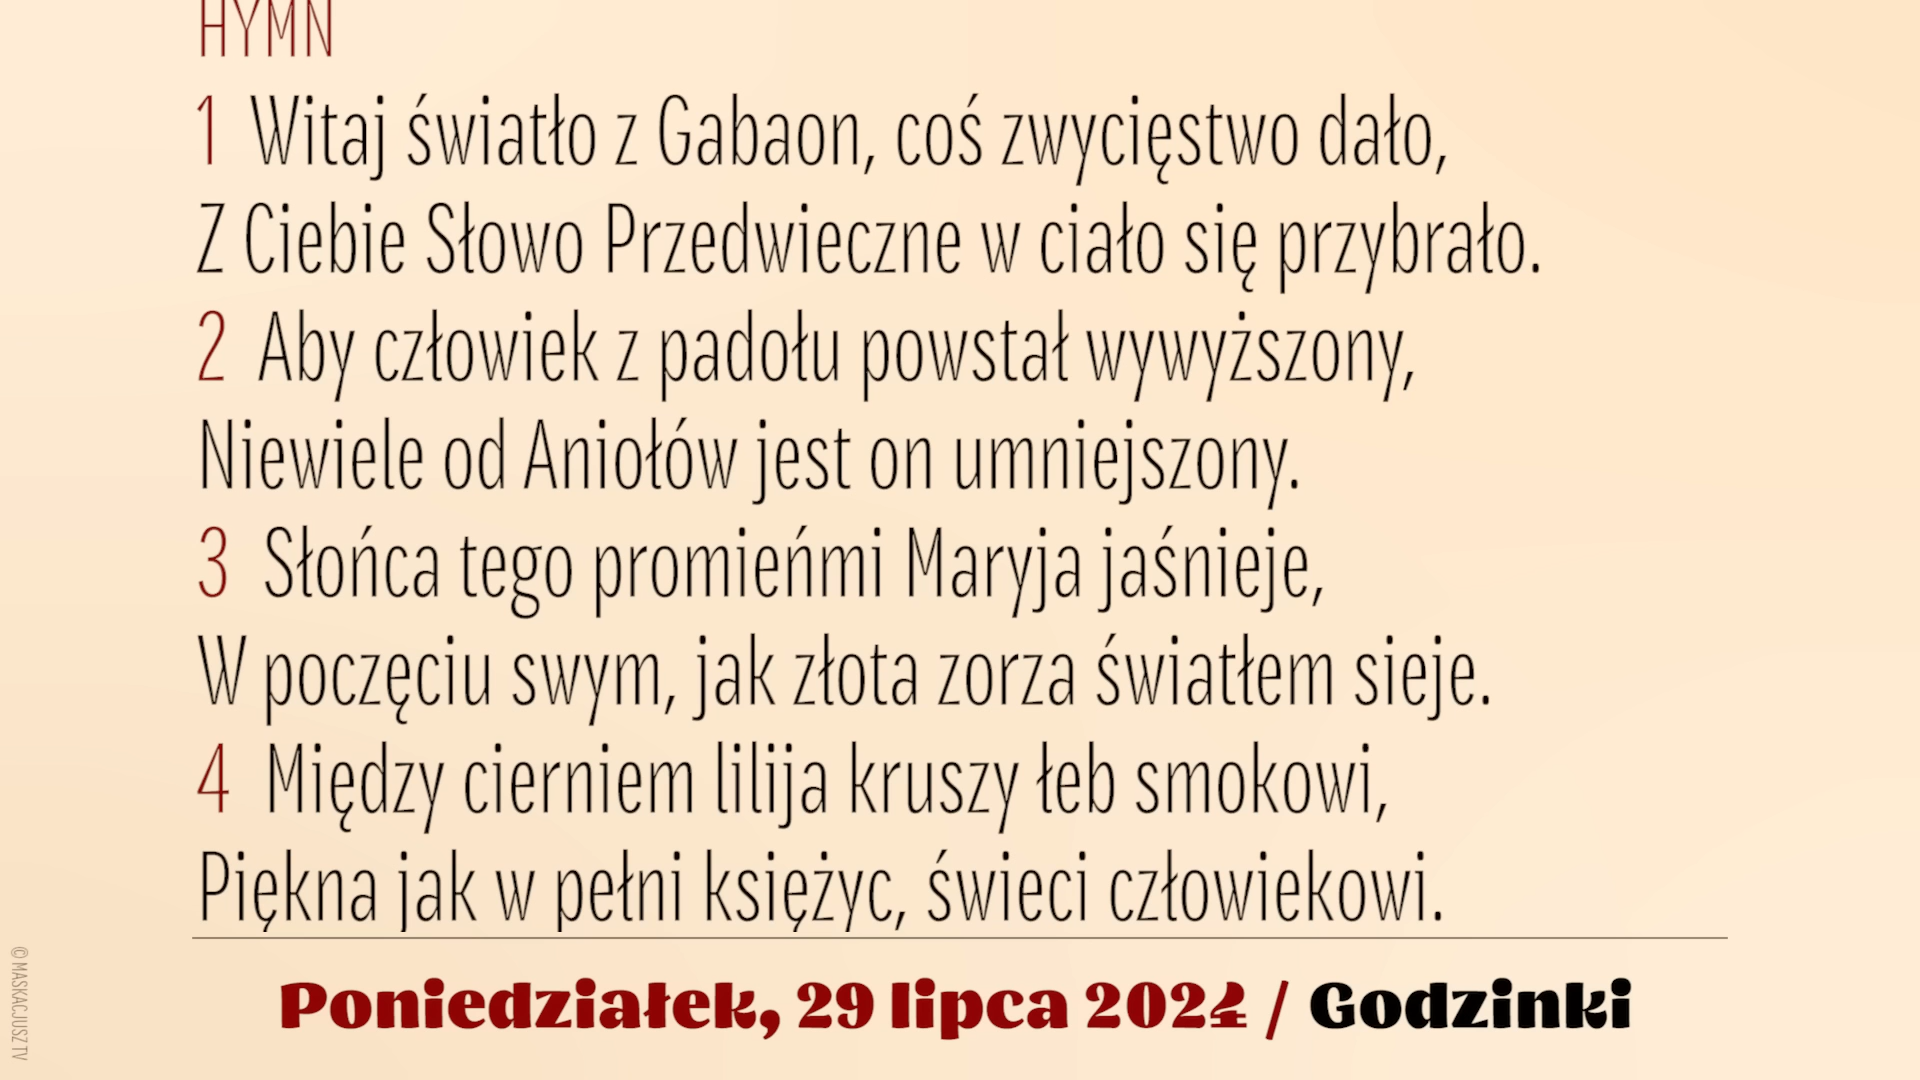 HYMN
1 Witaj światło z Gabaon, coś zwycięstwo dało,
Z Ciebie Słowo Przedwieczne w ciało się przybrało.
2 Aby człowiek z padołu powstał wywyższony,
Niewiele od Aniołów jest on umniejszony.
3 Słońca tego promieńmi Maryja jaśnieje,
W poczęciu swym, jak złota zorza światłem sieje.
4 Między cierniem lilija kruszy łeb smokowi,
Piękna jak w pełni księżyc, świeci człowiekowi.
Poniedziałek, 29 lipca 2024 / Godzinki
© MASKACJUSZ TV